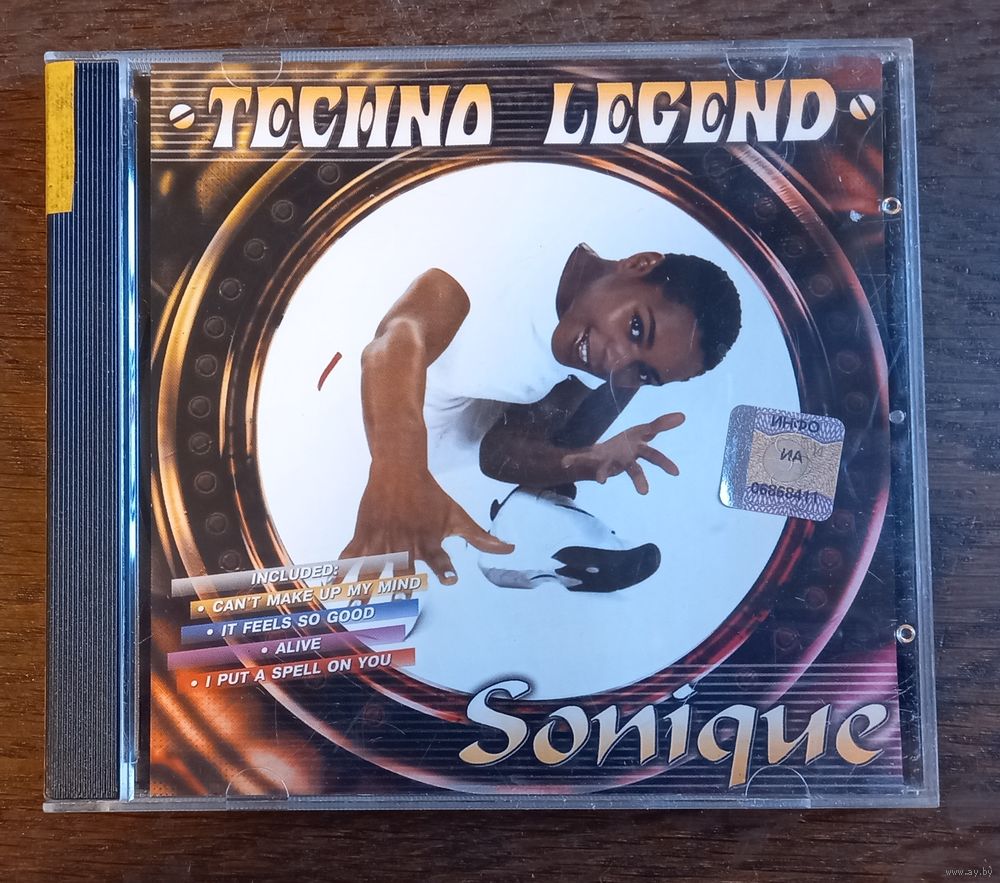 TECHNO LEGEND
ИНФО
ИА
06868411
INCLUDED:
• CAN'T MAKE UP MY MIND
• IT FEELS SO GOOD
• ALIVE
• I PUT A SPELL ON YOU
Sonique
www.ay.by